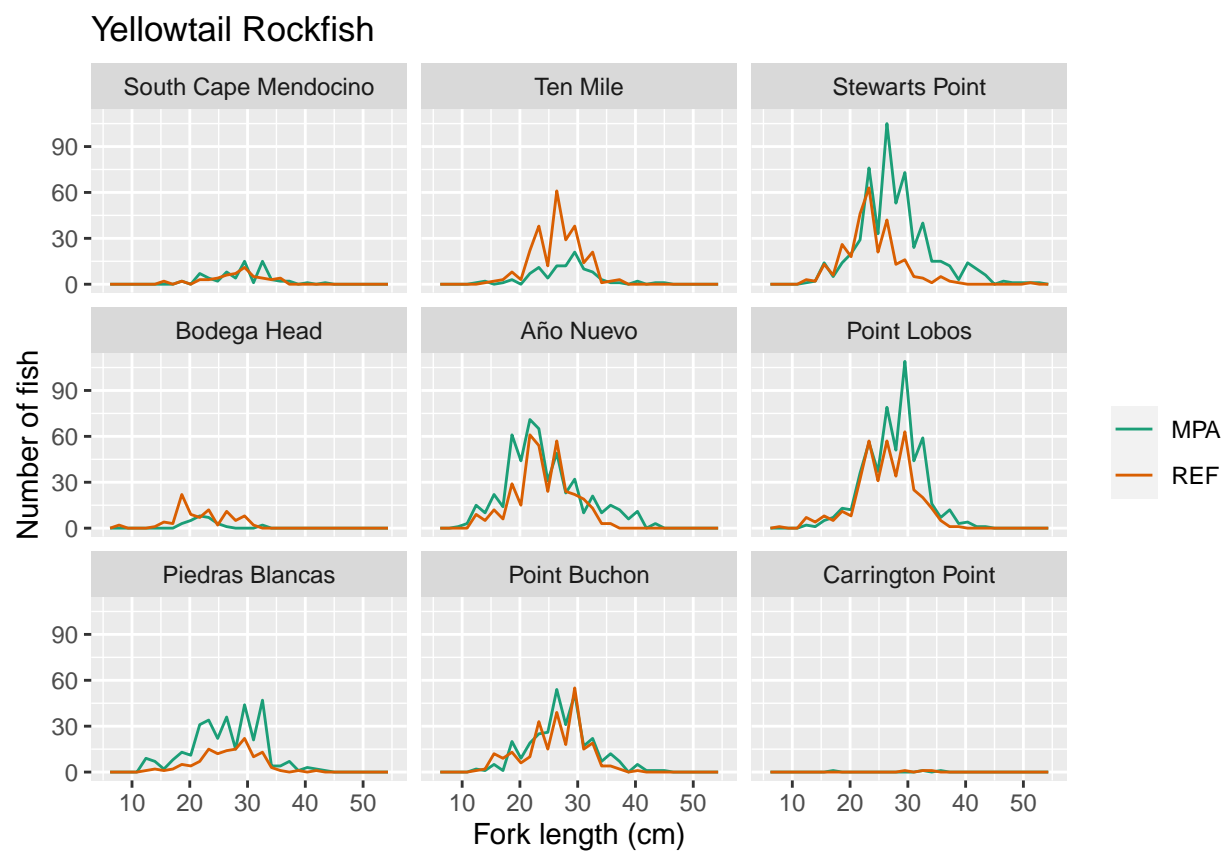 Yellowtail Rockfish
South Cape Mendocino
Ten Mile
Stewarts Point
90
60
30
0
Bodega Head
Año Nuevo
Point Lobos
90
60
30
0
Number of fish
MPA
REF
Piedras Blancas
Point Buchon
Carrington Point
90
60
30
0
10 20 30 40 50
10 20 30 40 50
10 20 30 40 50
Fork length (cm)